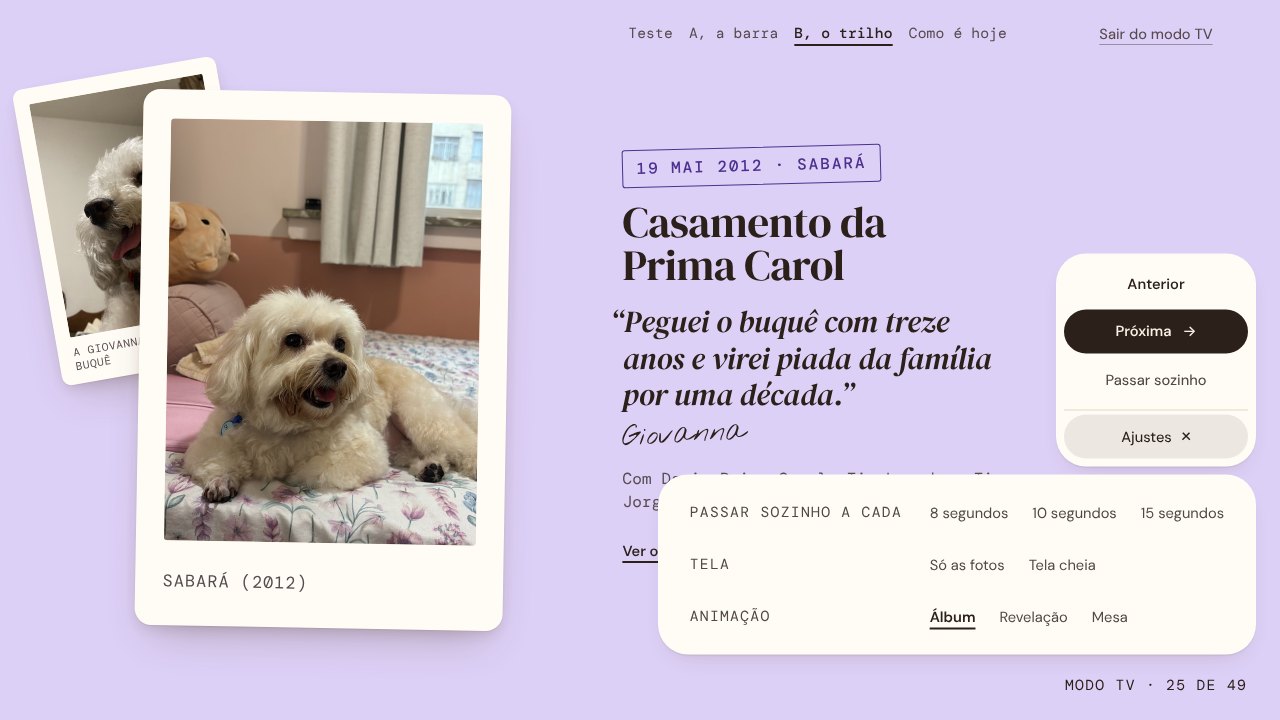 Teste A, a barra B, o trilho Como é hoje Sair do modo TV
A GIOVANNA
BUQUÊ
SABARÁ (2012)
19 MAI 2012 · SABARÁ
Casamento da
Prima Carol
“Peguei o buquê com treze
anos e virei piada da família
por uma década.”
Giovanna
Com
Ver o
Anterior
Próxima →
Passar sozinho
Ajustes ✕
PASSAR SOZINHO A CADA 8 segundos 10 segundos 15 segundos
TELA Só as fotos Tela cheia
ANIMAÇÃO Álbum Revelação Mesa
MODO TV · 25 DE 49